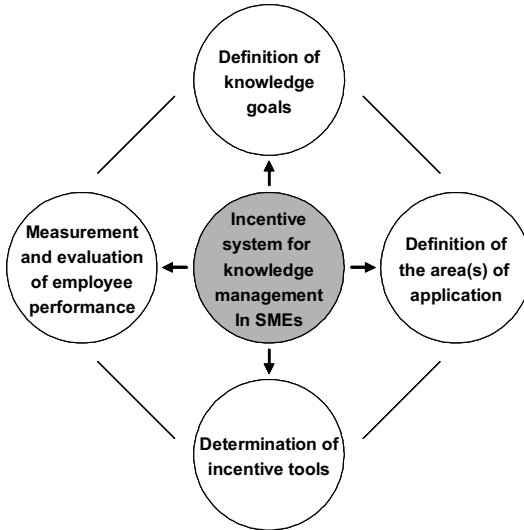 Definition of
knowledge
goals
Measurement
and evaluation
of employee
performance
Incentive
system for
knowledge
management
In SMEs
Definition of
the area(s) of
application
Determination of
incentive tools